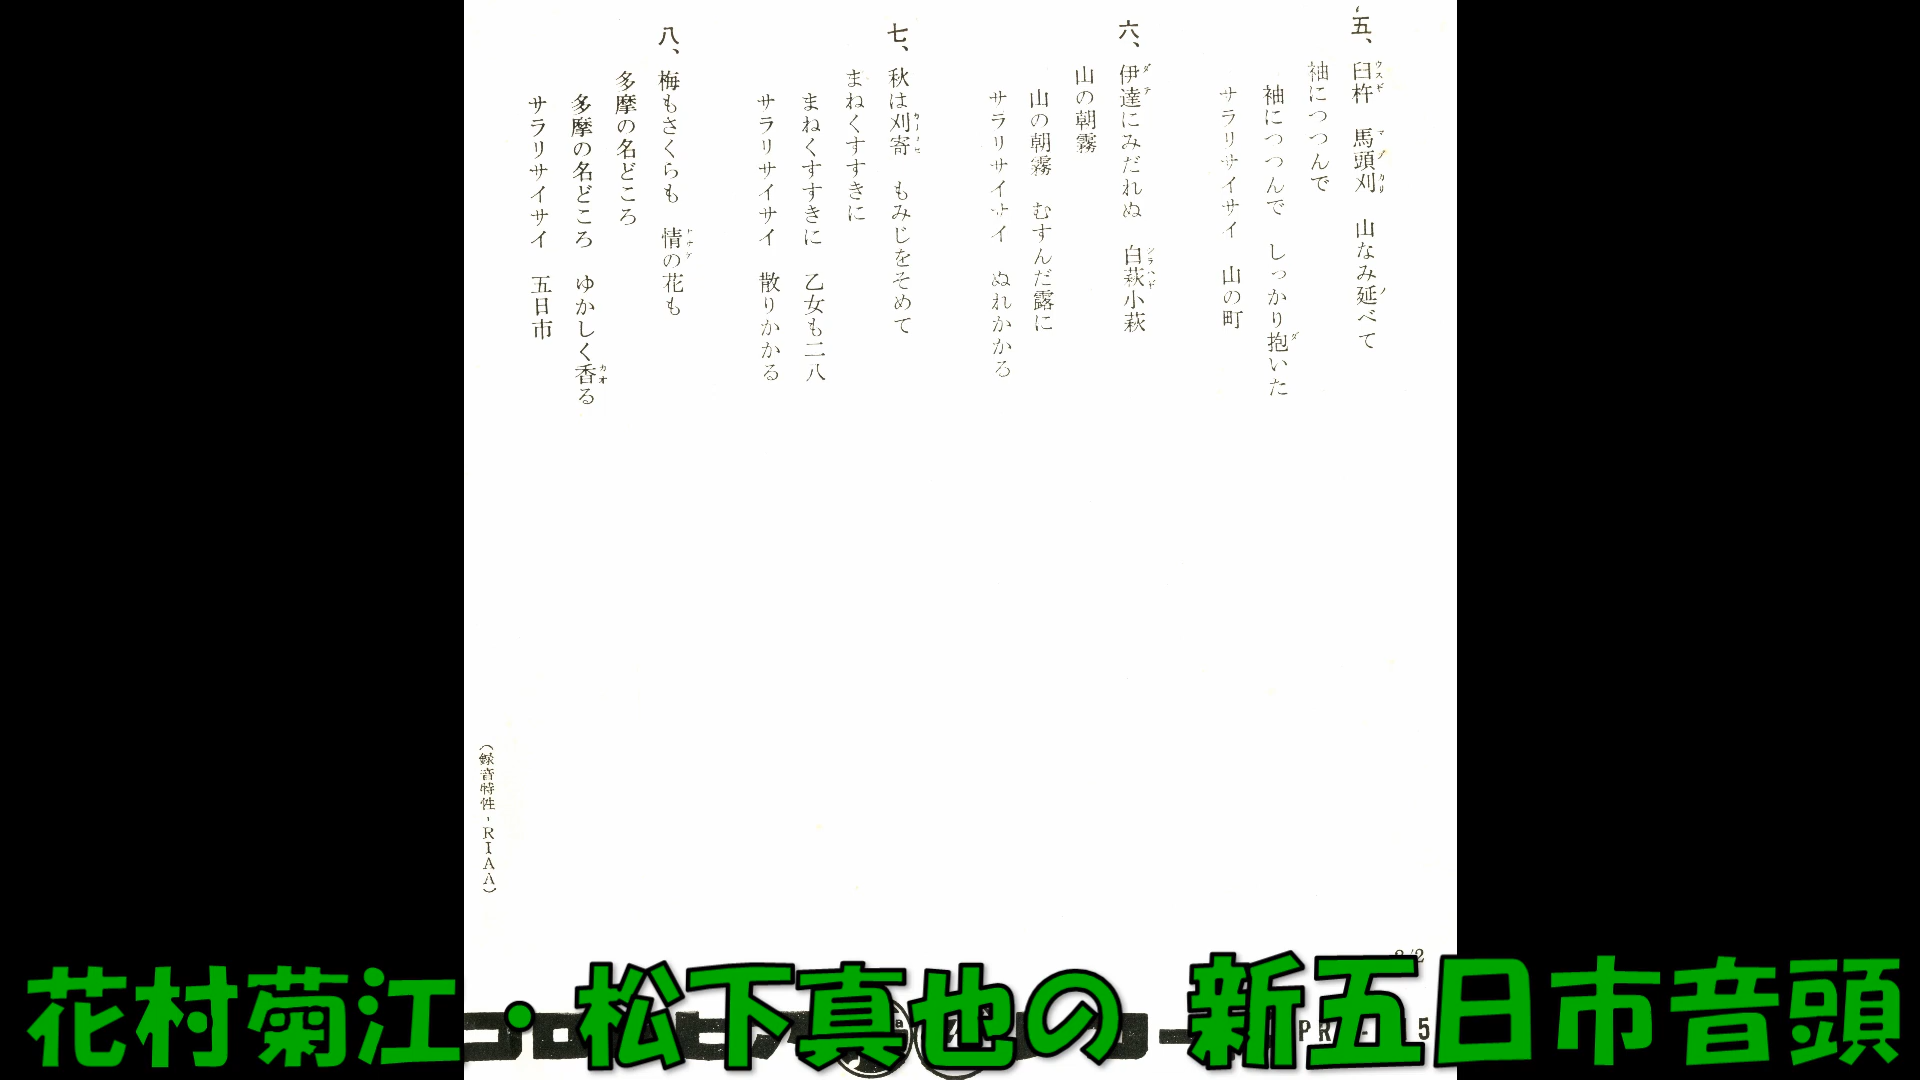 五、臼杵　馬頭刈　山なみ延べて
袖につつんで
袖につつんで　しっかり抱いた
サラリサイサイ　山の町
六、伊達にみだれぬ　白萩小萩
山の朝霧
山の朝霧　むすんだ露に
サラリサイサイ　ぬれかかろ
七、秋は刈寄　もみじをそめて
まねくすすきに
まねくすすきに　乙女も二八
サラリサイサイ　散りかかる
八、梅もさくらも　情の花も
多摩の名どころ
多摩の名どころ　ゆかしく香る
サラリサイサイ　五日市
（録音特性・RIAA）
花村菊江・松下真也の 新五日市音頭